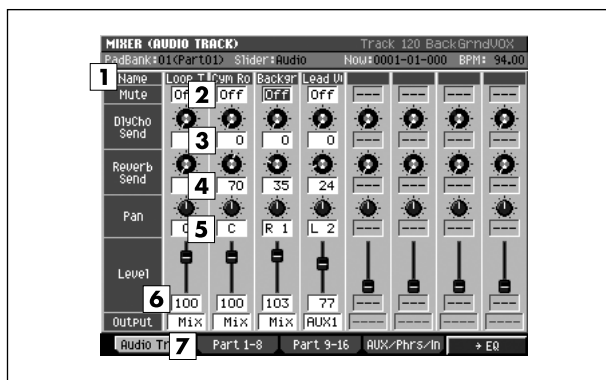 MIXER (AUDIO TRACK) Track 120 BackGrndVOX
PadBank:01(Part01) Slider:Audio Now:0001-01-000 BPM: 94.00
1
Name Loop T Cym Ro Backgr Lead Vo
Mute 2 Off Off Off --- --- --- ---
DlyCho Send 3 0 0 0 --- --- --- ---
Reverb Send 4 70 35 24 --- --- --- ---
Pan 5 C R 1 L 2 --- --- --- ---
Level
6 100 100 103 77 --- --- --- ---
Output Mix Mix Mix AUX1 --- --- --- ---
7 Audio Part 1-8 Part 9-16 AUX/Phrs/In → EQ